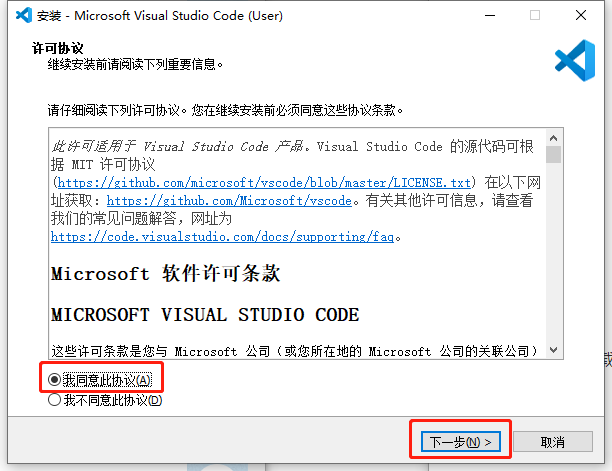 安装 - Microsoft Visual Studio Code (User)
许可协议
继续安装前请阅读下列重要信息。
请仔细阅读下列许可协议。您在继续安装前必须同意这些协议条款。
此许可适用于 Visual Studio Code 产品。Visual Studio Code 的源代码可根
据 MIT 许可协议
(https://github.com/microsoft/vscode/blob/master/LICENSE.txt) 在以下网
址获取：https://github.com/Microsoft/vscode。有关其他许可信息，请查看
我们的常见问题解答，网址为
https://code.visualstudio.com/docs/supporting/faq。
Microsoft 软件许可条款
MICROSOFT VISUAL STUDIO CODE
这些许可条款是您与 Microsoft 公司（或您所在地的 Microsoft 公司的关联公司）
我同意此协议(A)
我不同意此协议(D)
下一步(N) >
取消